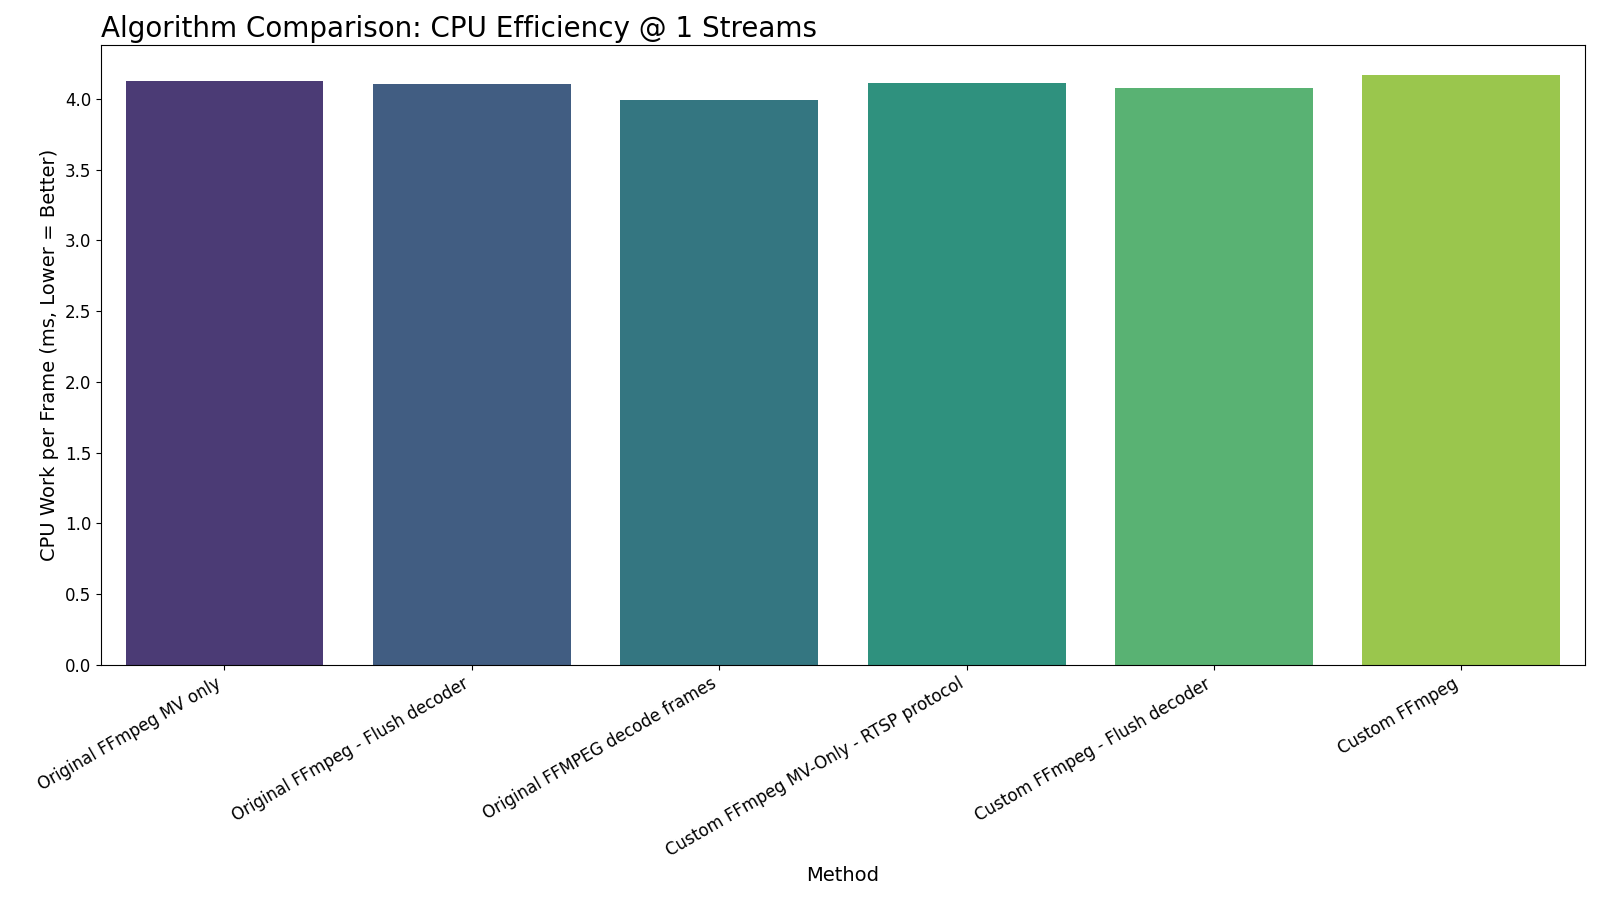 Algorithm Comparison: CPU Efficiency @ 1 Streams
CPU Work per Frame (ms, Lower = Better)
4.0
3.5
3.0
2.5
2.0
1.5
1.0
0.5
0.0
Original FFmpeg MV only
Original FFmpeg - Flush decoder
Original FFMPEG decode frames
Custom FFmpeg MV-Only - RTSP protocol
Custom FFmpeg - Flush decoder
Custom FFmpeg
Method